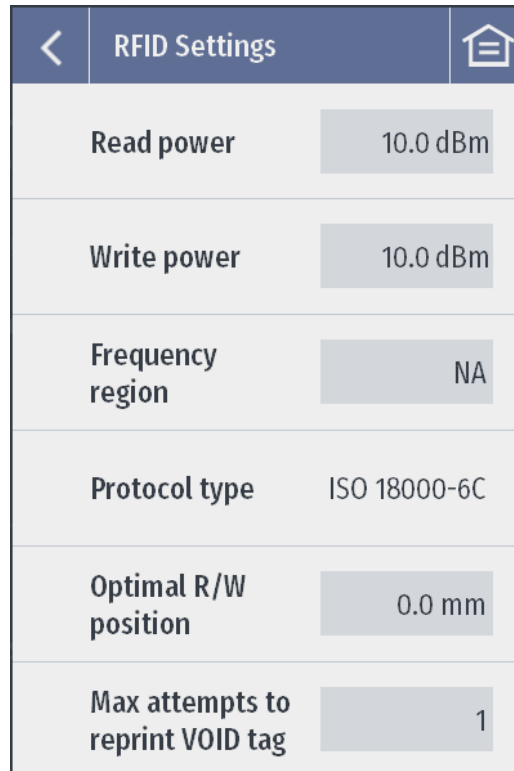 RFID Settings
Read power 10.0 dBm
Write power 10.0 dBm
Frequency
region NA
Protocol type ISO 18000-6C
Optimal R/W
position 0.0 mm
Max attempts to
reprint VOID tag 1